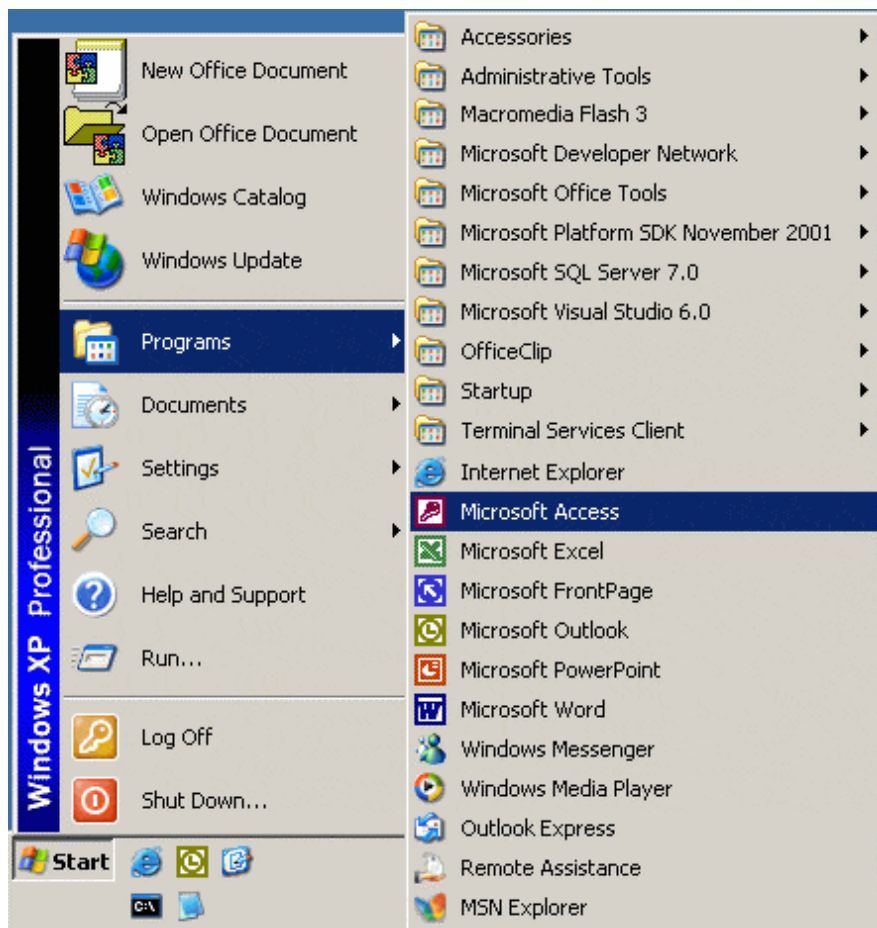 New Office Document
Open Office Document
Windows Catalog
Windows Update
Programs
Documents
Settings
Search
Help and Support
Run...
Log Off
Shut Down...
Windows XP Professional
Start
C:\
Accessories
Administrative Tools
Macromedia Flash 3
Microsoft Developer Network
Microsoft Office Tools
Microsoft Platform SDK November 2001
Microsoft SQL Server 7.0
Microsoft Visual Studio 6.0
OfficeClip
Startup
Terminal Services Client
Internet Explorer
Microsoft Access
Microsoft Excel
Microsoft FrontPage
Microsoft Outlook
Microsoft PowerPoint
Microsoft Word
Windows Messenger
Windows Media Player
Outlook Express
Remote Assistance
MSN Explorer